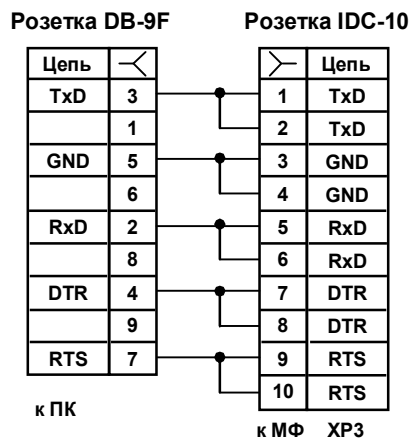 Розетка DB-9F Розетка IDC-10
Цепь Цепь
TxD 3 1 TxD
1 2 TxD
GND 5 3 GND
6 4 GND
RxD 2 5 RxD
8 6 RxD
DTR 4 7 DTR
9 8 DTR
RTS 7 9 RTS
10 RTS
к ПК
к МФ XP3